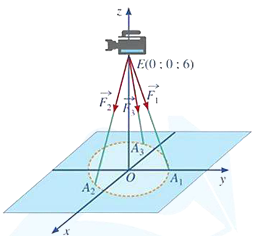 z
E(0 ; 0 ; 6)
F₂ F₃ F₁
A₃
O A₁ y
A₂
x